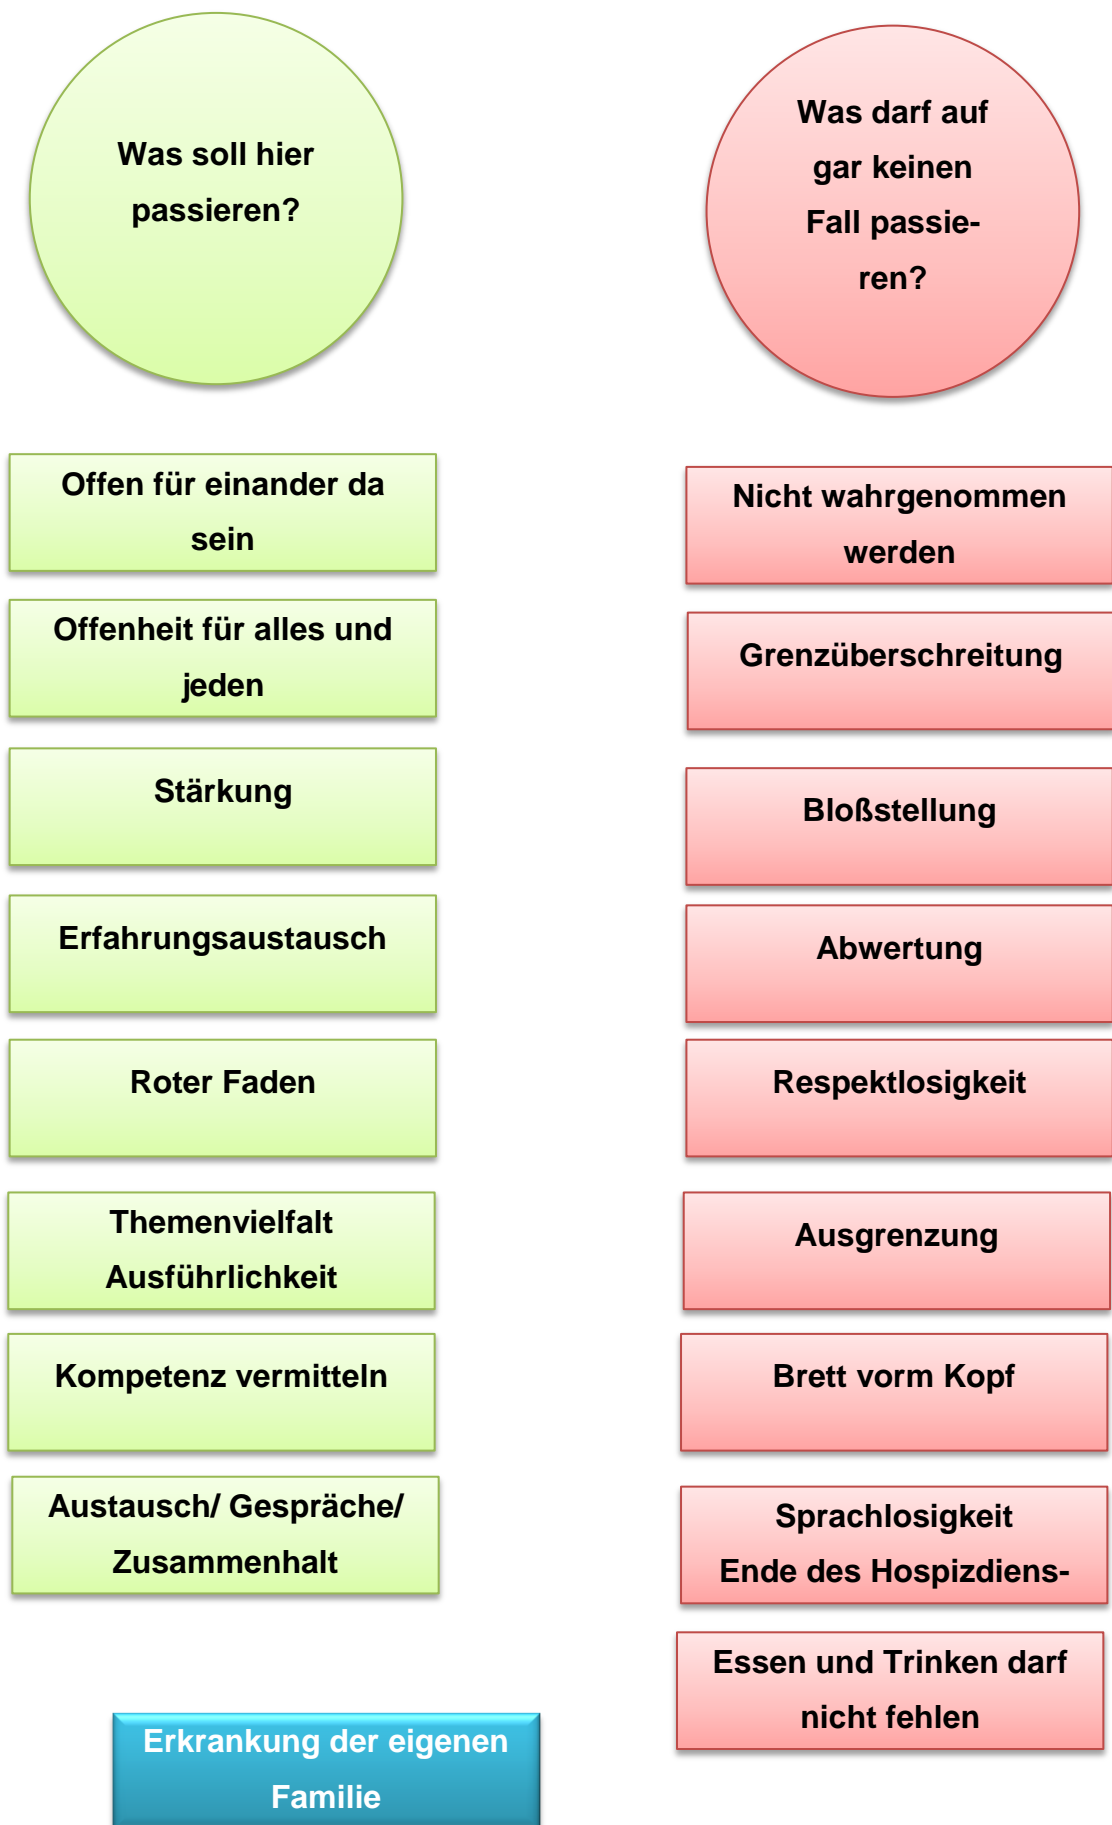 Was soll hier
passieren?
Offen für einander da
sein
Offenheit für alles und
jeden
Stärkung
Erfahrungsaustausch
Roter Faden
Themenvielfalt
Ausführlichkeit
Kompetenz vermitteln
Austausch/ Gespräche/
Zusammenhalt
Was darf auf
gar keinen
Fall passie-
ren?
Nicht wahrgenommen
werden
Grenzüberschreitung
Bloßstellung
Abwertung
Respektlosigkeit
Ausgrenzung
Brett vorm Kopf
Sprachlosigkeit
Ende des Hospizdiens-
Essen und Trinken darf
nicht fehlen
Erkrankung der eigenen
Familie